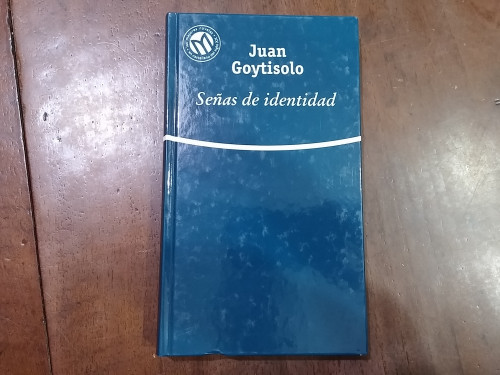 Juan
Goytisolo
Señas de identidad